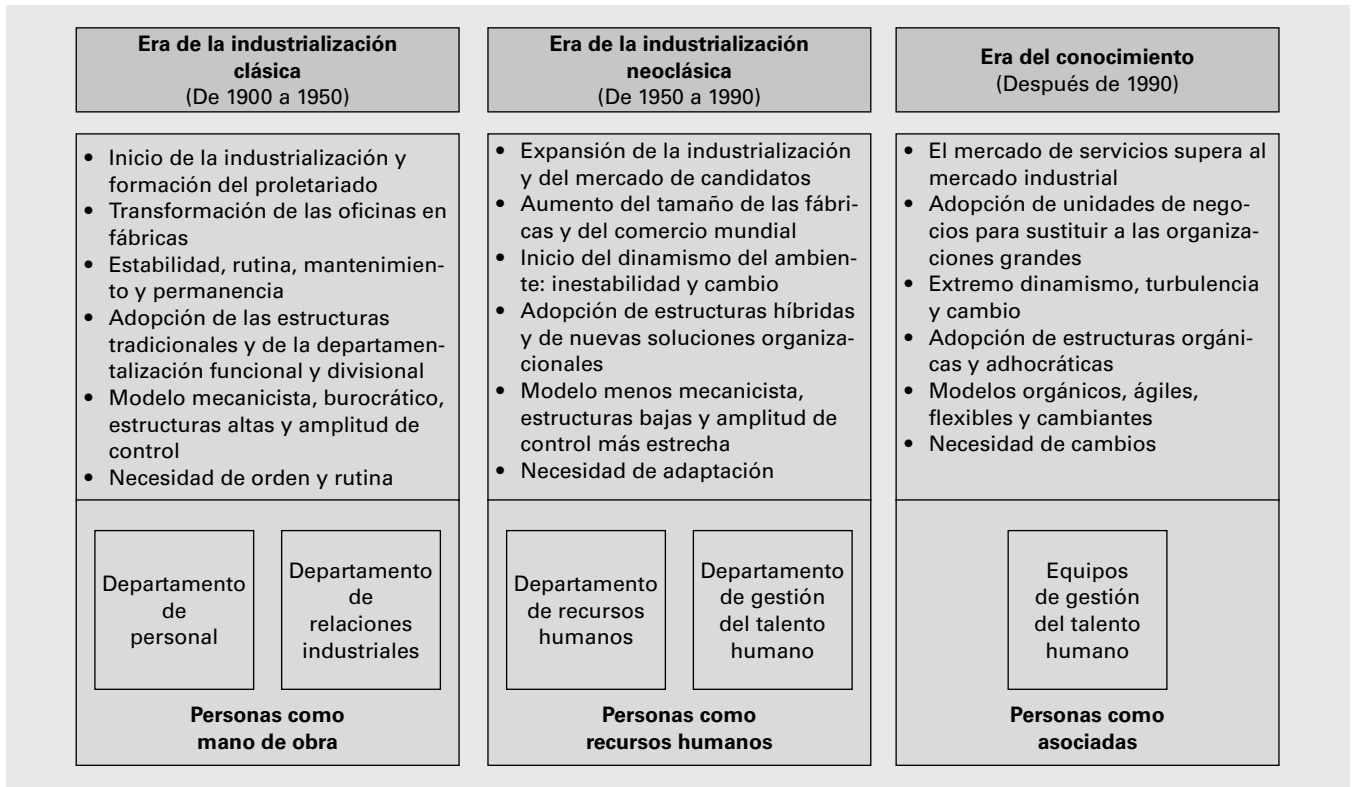 Era de la industrialización
clásica
(De 1900 a 1950)
• Inicio de la industrialización y
formación del proletariado
• Transformación de las oficinas en
fábricas
• Estabilidad, rutina, mantenimien-
to y permanencia
• Adopción de las estructuras
tradicionales y de la departamen-
talización funcional y divisional
• Modelo mecanicista, burocrático,
estructuras altas y amplitud de
control
• Necesidad de orden y rutina
Departamento
de
personal
Departamento
de
relaciones
industriales
Personas como
mano de obra
Era de la industrialización
neoclásica
(De 1950 a 1990)
• Expansión de la industrialización
y del mercado de candidatos
• Aumento del tamaño de las fábri-
cas y del comercio mundial
• Inicio del dinamismo del ambien-
te: inestabilidad y cambio
• Adopción de estructuras híbridas
y de nuevas soluciones organiza-
cionales
• Modelo menos mecanicista,
estructuras bajas y amplitud de
control más estrecha
• Necesidad de adaptación
Departamento
de recursos
humanos
Departamento
de gestión
del talento
humano
Personas como
recursos humanos
Era del conocimiento
(Después de 1990)
• El mercado de servicios supera al
mercado industrial
• Adopción de unidades de nego-
cios para sustituir a las organiza-
ciones grandes
• Extremo dinamismo, turbulencia
y cambio
• Adopción de estructuras orgáni-
cas y adhocráticas
• Modelos orgánicos, ágiles,
flexibles y cambiantes
• Necesidad de cambios
Equipos
de gestión
del talento
humano
Personas como
asociadas